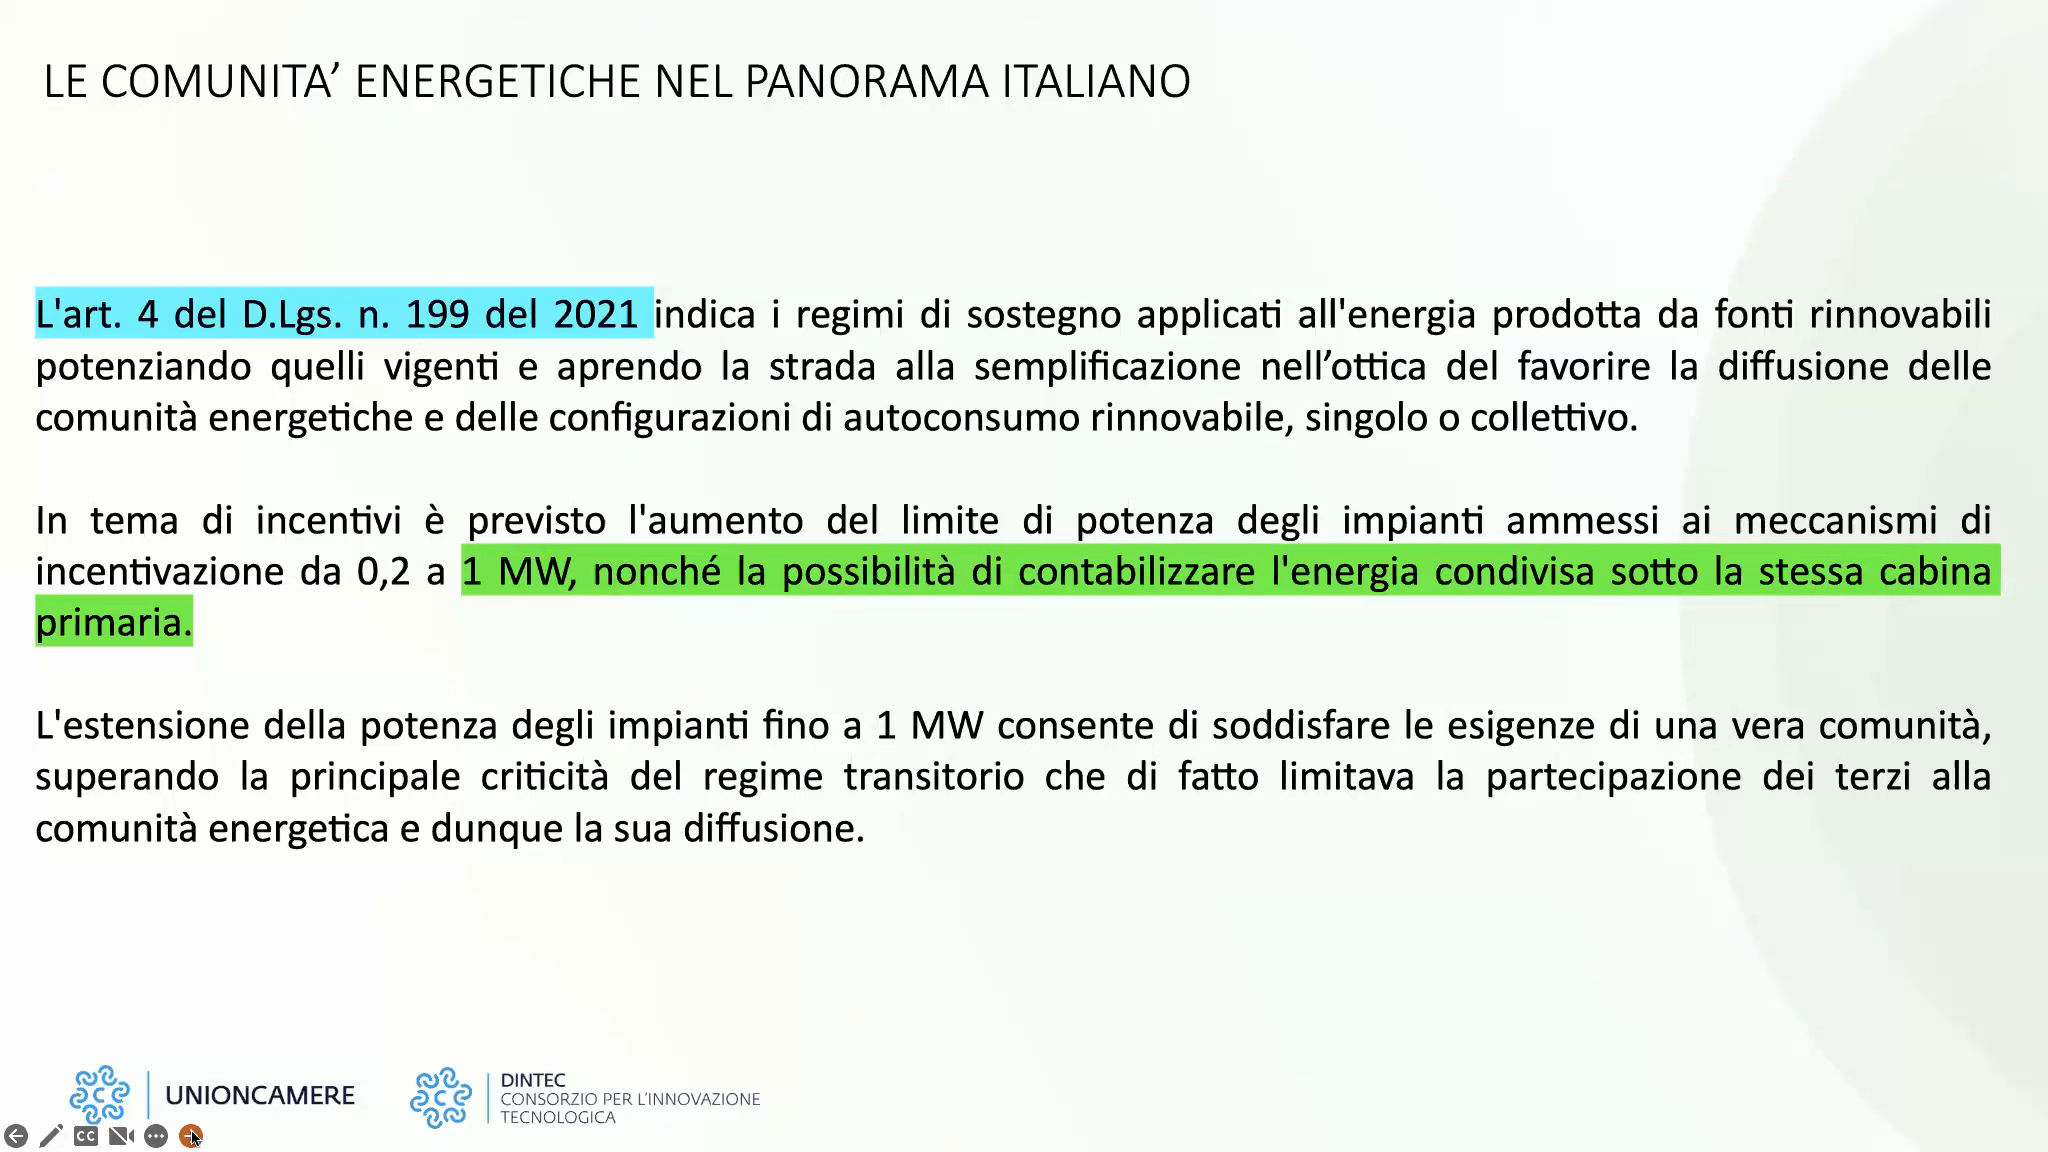 LE COMUNITA’ ENERGETICHE NEL PANORAMA ITALIANO
L'art. 4 del D.Lgs. n. 199 del 2021 indica i regimi di sostegno applicati all'energia prodotta da fonti rinnovabili
potenziando quelli vigenti e aprendo la strada alla semplificazione nell’ottica del favorire la diffusione delle
comunità energetiche e delle configurazioni di autoconsumo rinnovabile, singolo o collettivo.
In tema di incentivi è previsto l'aumento del limite di potenza degli impianti ammessi ai meccanismi di
incentivazione da 0,2 a 1 MW, nonché la possibilità di contabilizzare l'energia condivisa sotto la stessa cabina
primaria.
L'estensione della potenza degli impianti fino a 1 MW consente di soddisfare le esigenze di una vera comunità,
superando la principale criticità del regime transitorio che di fatto limitava la partecipazione dei terzi alla
comunità energetica e dunque la sua diffusione.
UNIONCAMERE
DINTEC
CONSORZIO PER L'INNOVAZIONE
TECNOLOGICA
CC